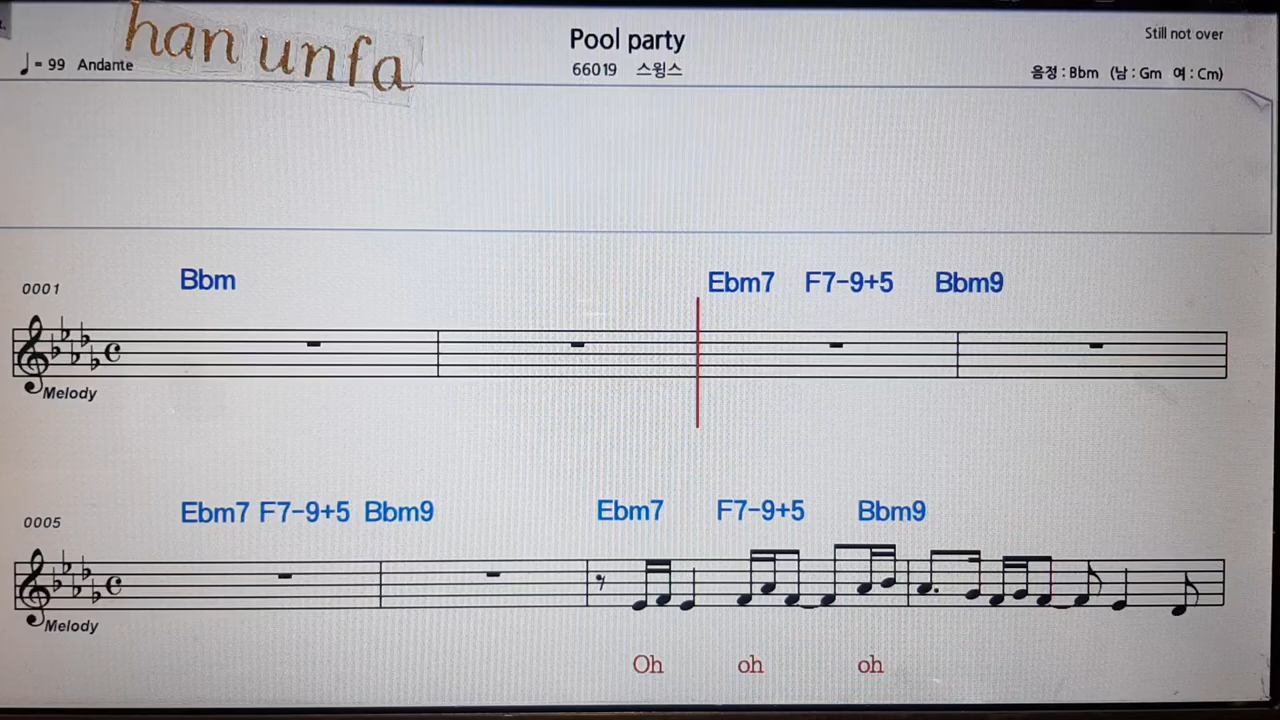 han unfa
Pool party
Still not over
= 99 Andante
66019 스윙스
음정 : Bbm (남 : Gm 여 : Cm)
Bbm Ebm7 F7-9+5 Bbm9
0001
Melody
Ebm7 F7-9+5 Bbm9 Ebm7 F7-9+5 Bbm9
0005
Melody
Oh oh oh